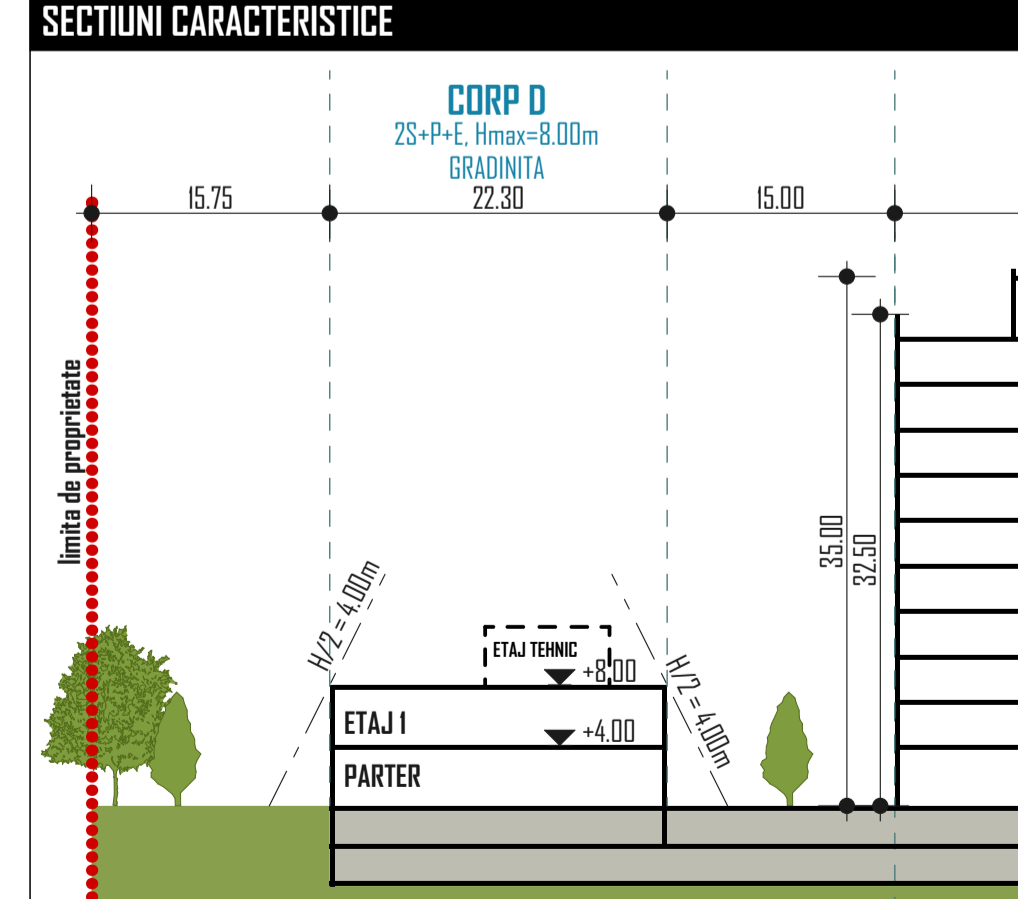 SECTIUNI CARACTERISTICE
CORP D
2S+P+E, Hmax=8.00m
GRADINITA
15.75
22.30
15.00
limita de proprietate
35.00
32.50
H/2 = 4.00m
ETAJ TEHNIC
+8.00
H/2 = 4.00m
ETAJ 1
+4.00
PARTER